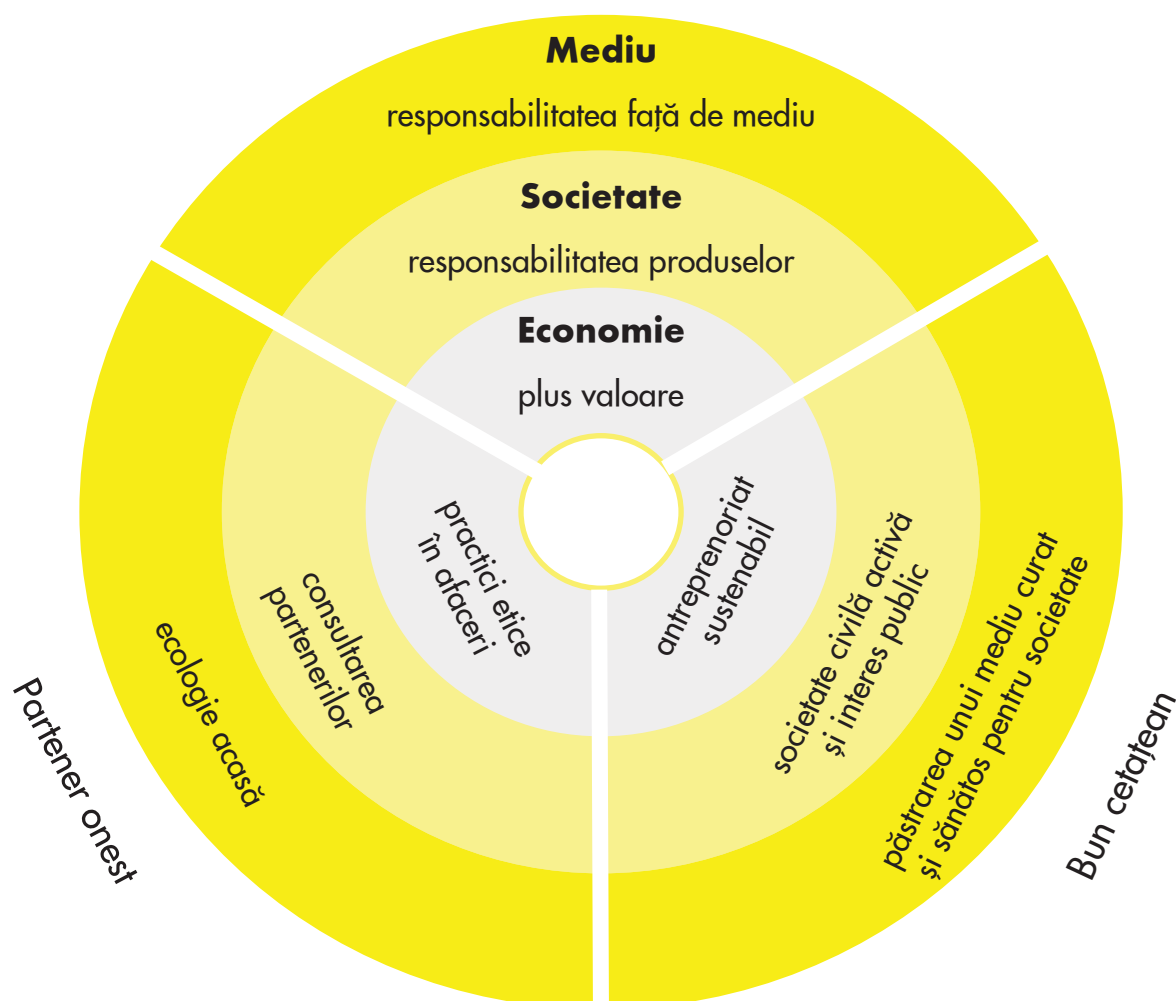 Mediu
responsabilitatea față de mediu
Societate
responsabilitatea produselor
Economie
plus valoare
practici etice
în afaceri
consultarea
partenerilor
ecologie acasă
Partener onest
antreprenoriat
sustenabil
societate civilă activă
și interes public
păstrarea unui mediu curat
și sănătos pentru societate
Bun cetațean